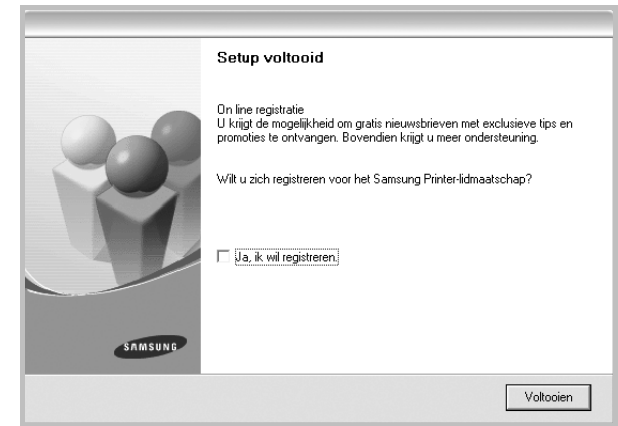 Setup voltooid
On line registratie
U krijgt de mogelijkheid om gratis nieuwsbrieven met exclusieve tips en
promoties te ontvangen. Bovendien krijgt u meer ondersteuning.
Wilt u zich registreren voor het Samsung Printer-lidmaatschap?
Ja, ik wil registreren.
SAMSUNG
Voltooien